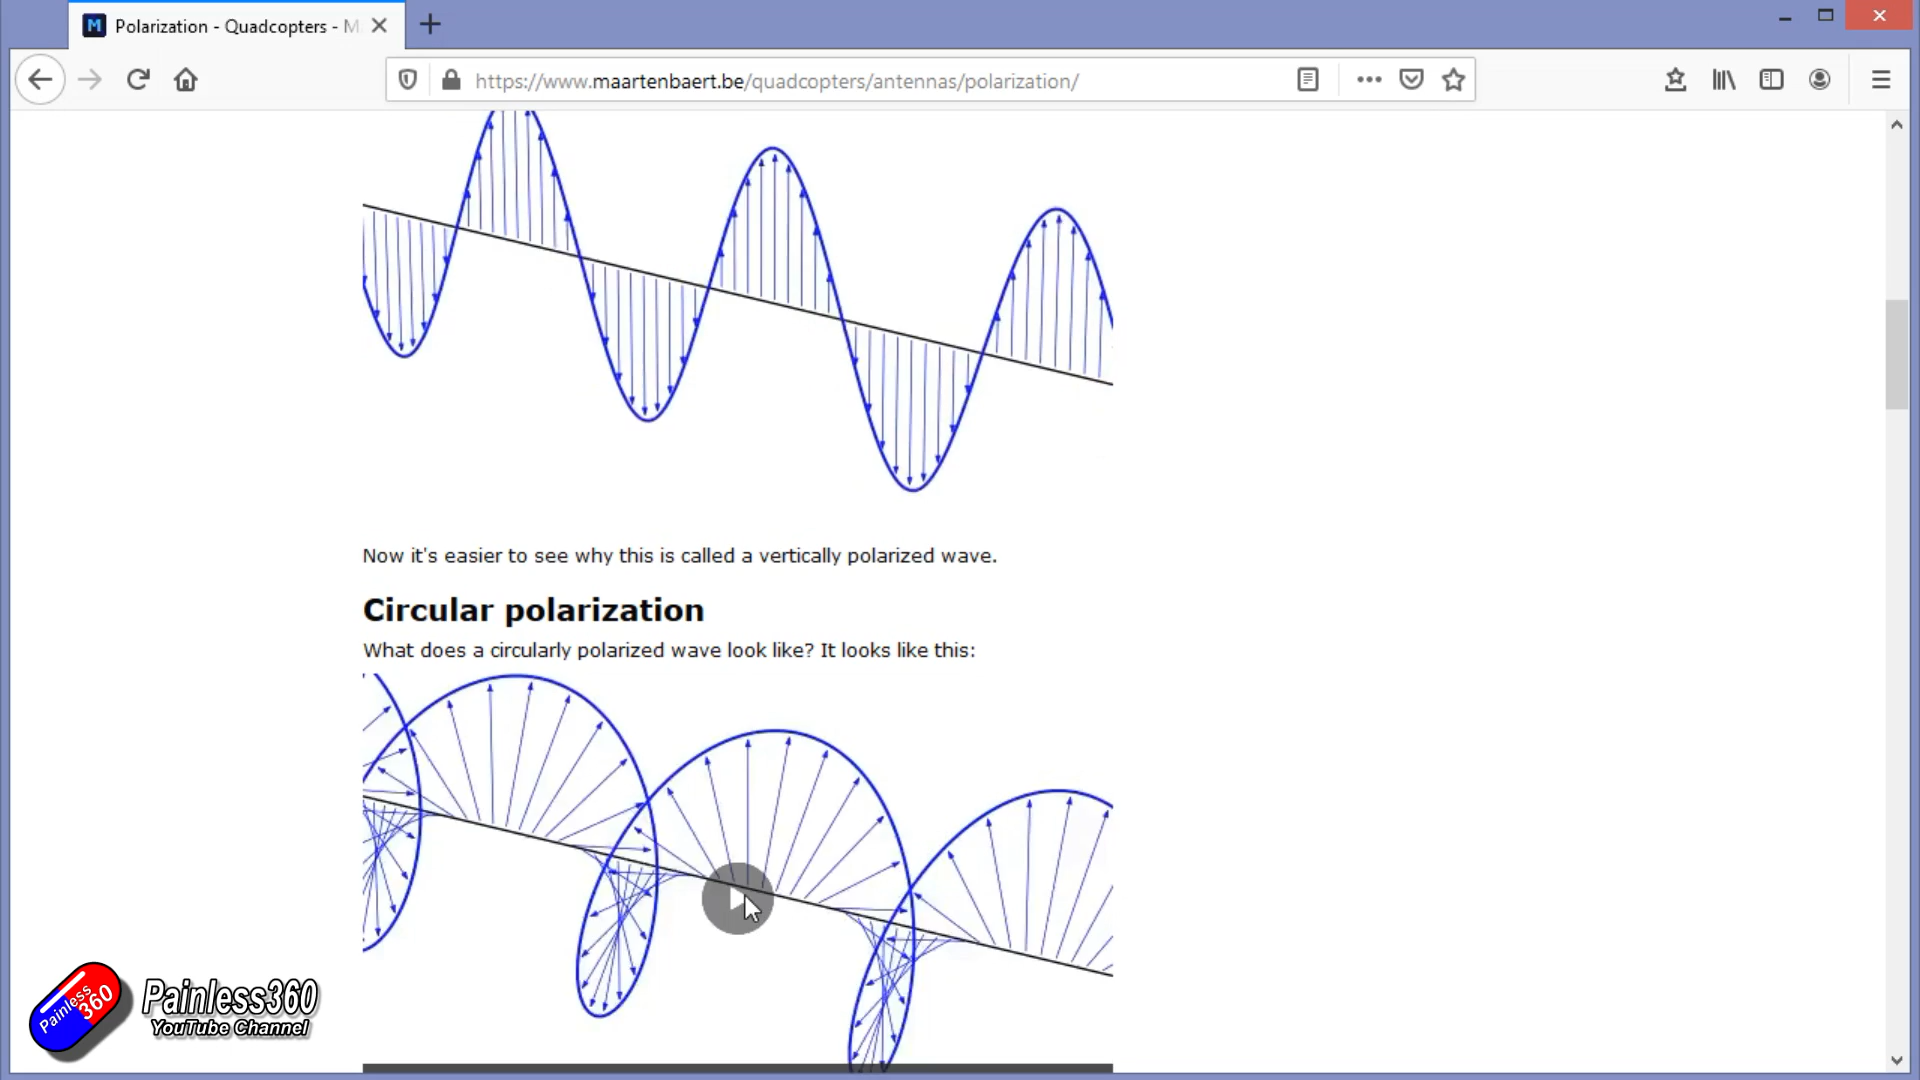 Polarization - Quadcopters - M
https://www.maartenbaert.be/quadcopters/antennas/polarization/
Now it's easier to see why this is called a vertically polarized wave.
Circular polarization
What does a circularly polarized wave look like? It looks like this:
Painless
360
Painless360
YouTube Channel